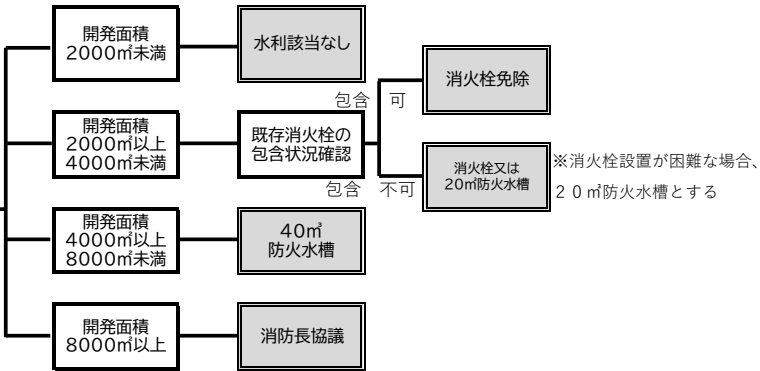 開発面積
2000㎡未満
水利該当なし
開発面積
2000㎡以上
4000㎡未満
既存消火栓の
包含状況確認
包含　可
消火栓免除
包含　不可
消火栓又は
20㎥防火水槽
※消火栓設置が困難な場合、
２０㎥防火水槽とする
開発面積
4000㎡以上
8000㎡未満
40㎥
防火水槽
開発面積
8000㎡以上
消防長協議